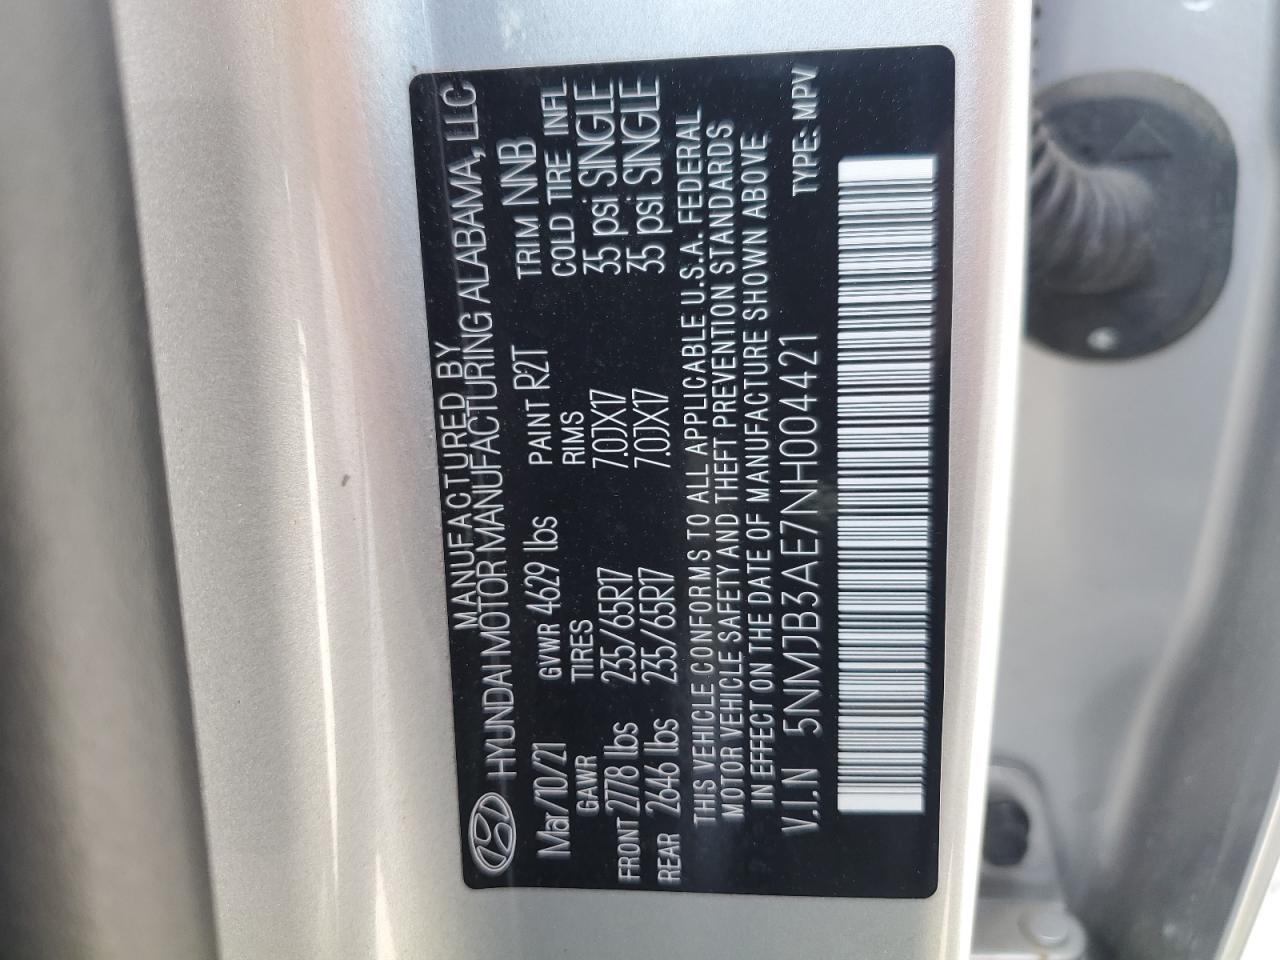 MANUFACTURED BY
HYUNDAI MOTOR MANUFACTURING ALABAMA, LLC
Mar/10/21 GVWR 4629 lbs PAINT R2T TRIM NNB
GAWR TIRES RIMS COLD TIRE INFL
FRONT 2778 lbs 235/65R17 7.0JX17 35 psi SINGLE
REAR 2646 lbs 235/65R17 7.0JX17 35 psi SINGLE
THIS VEHICLE CONFORMS TO ALL APPLICABLE U.S.A. FEDERAL
MOTOR VEHICLE SAFETY AND THEFT PREVENTION STANDARDS
IN EFFECT ON THE DATE OF MANUFACTURE SHOWN ABOVE.
V.I.N 5NMJB3AE7NH004421 TYPE: MPV